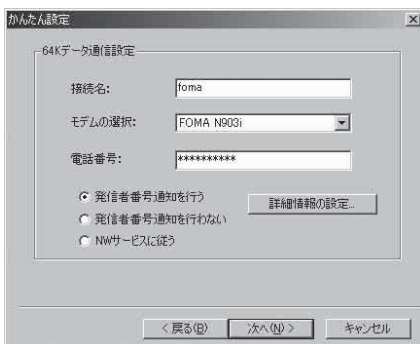 かんたん設定
64Kデータ通信設定
接続名: foma
モデムの選択: FOMA N903i
電話番号: **********
発信者番号通知を行う
詳細情報の設定...
発信者番号通知を行わない
NWサービスに従う
< 戻る(B) 次へ(N) > キャンセル